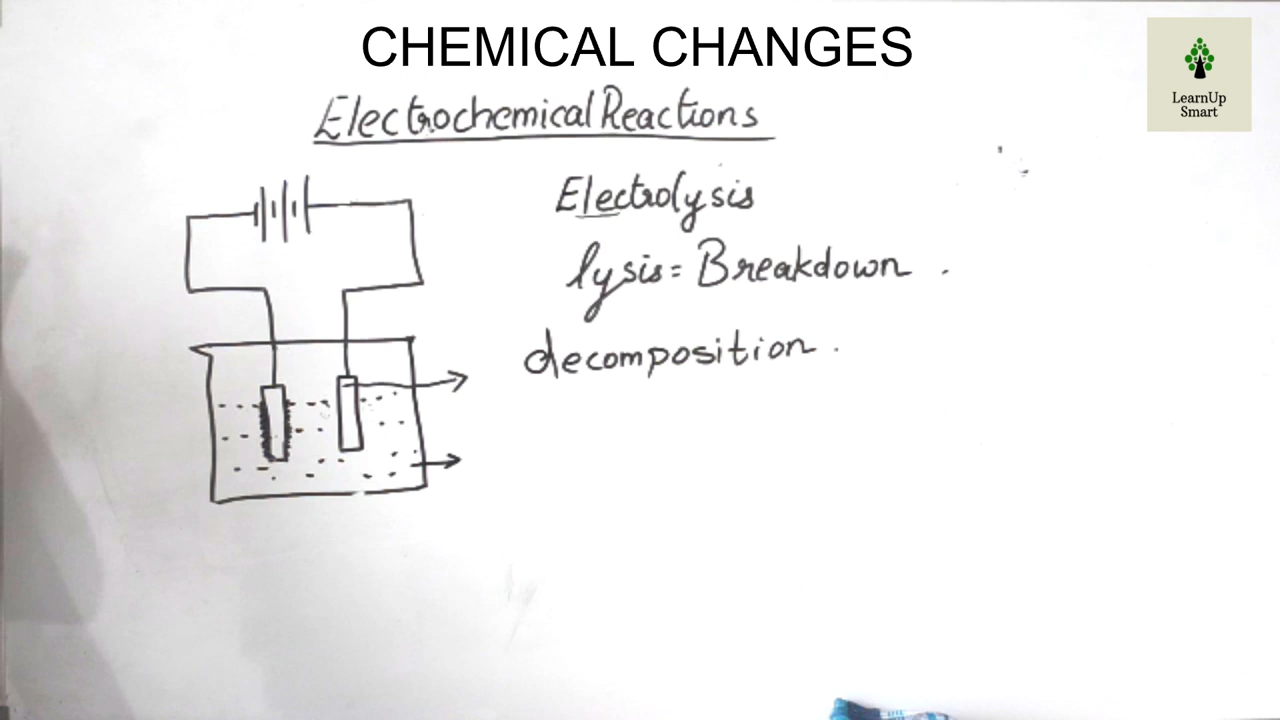 CHEMICAL CHANGES
LearnUp
Smart
Electrochemical Reactions
Electrolysis
lysis = Breakdown .
decomposition .